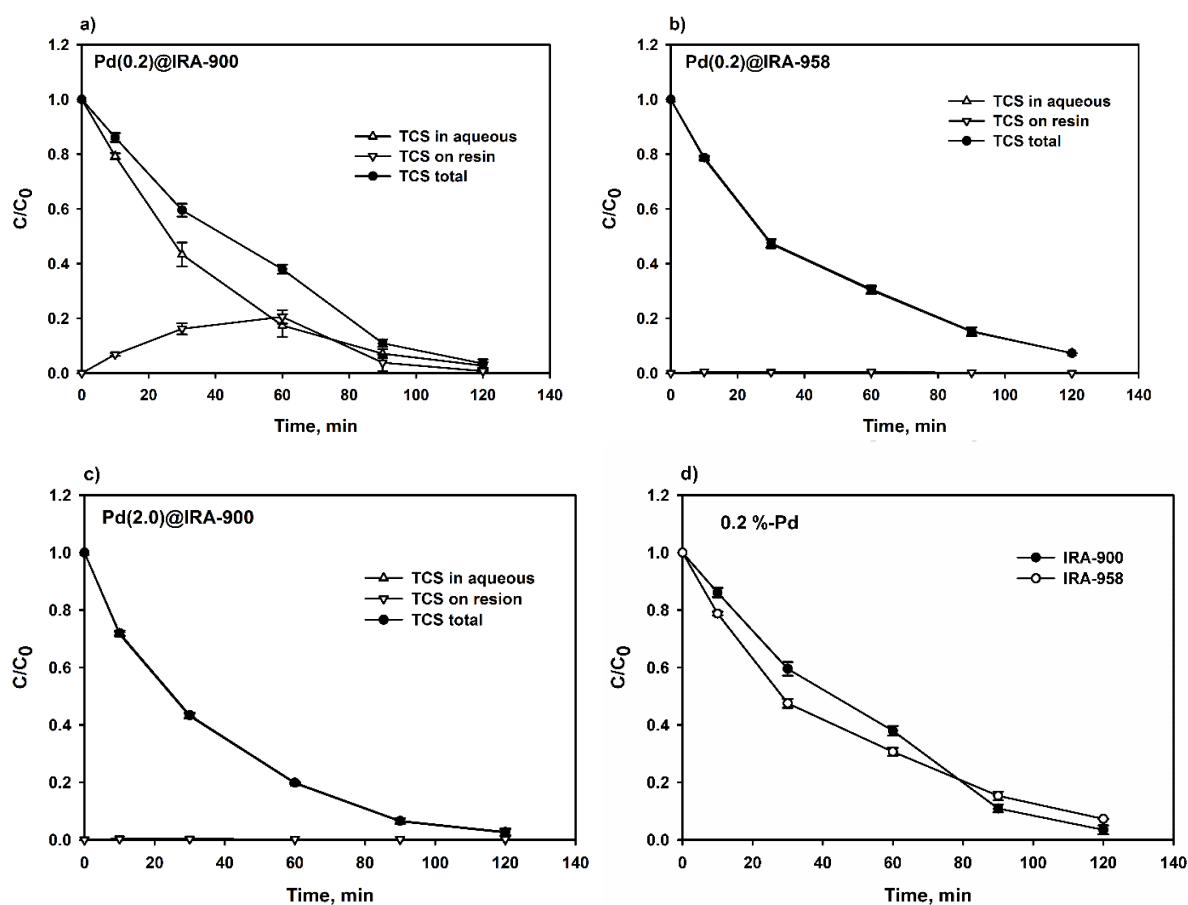 a)
Pd(0.2)@IRA-900
1.2
1.0
0.8
0.6
0.4
0.2
0.0
C/C0
TCS in aqueous
TCS on resin
TCS total
0 20 40 60 80 100 120 140
Time, min
b)
Pd(0.2)@IRA-958
1.2
1.0
0.8
0.6
0.4
0.2
0.0
C/C0
TCS in aqueous
TCS on resin
TCS total
0 20 40 60 80 100 120 140
Time, min
c)
Pd(2.0)@IRA-900
1.2
1.0
0.8
0.6
0.4
0.2
0.0
C/C0
TCS in aqueous
TCS on resion
TCS total
0 20 40 60 80 100 120 140
Time, min
d)
0.2 %-Pd
1.2
1.0
0.8
0.6
0.4
0.2
0.0
C/C0
IRA-900
IRA-958
0 20 40 60 80 100 120 140
Time, min